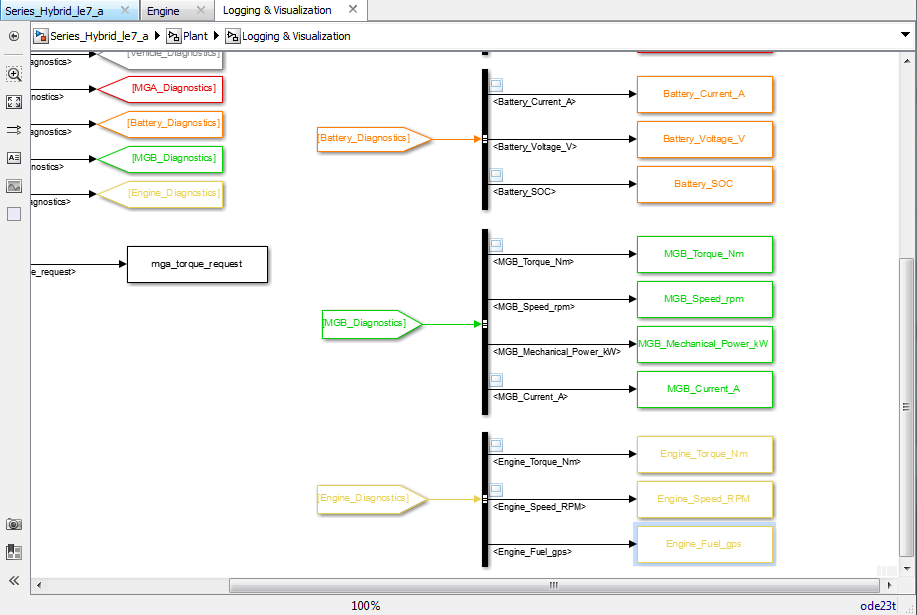 Series_Hybrid_le7_a
Engine
Logging & Visualization
Series_Hybrid_le7_a
Plant
Logging & Visualization
agnostics>
[Vehicle_Diagnostics]
nostics>
[MGA_Diagnostics]
agnostics>
[Battery_Diagnostics]
nostics>
[MGB_Diagnostics]
agnostics>
[Engine_Diagnostics]
e_request>
mga_torque_request
[Battery_Diagnostics]
<Battery_Current_A>
Battery_Current_A
<Battery_Voltage_V>
Battery_Voltage_V
<Battery_SOC>
Battery_SOC
[MGB_Diagnostics]
<MGB_Torque_Nm>
MGB_Torque_Nm
<MGB_Speed_rpm>
MGB_Speed_rpm
<MGB_Mechanical_Power_kW>
MGB_Mechanical_Power_kW
<MGB_Current_A>
MGB_Current_A
[Engine_Diagnostics]
<Engine_Torque_Nm>
Engine_Torque_Nm
<Engine_Speed_RPM>
Engine_Speed_RPM
<Engine_Fuel_gps>
Engine_Fuel_gps
100%
ode23t